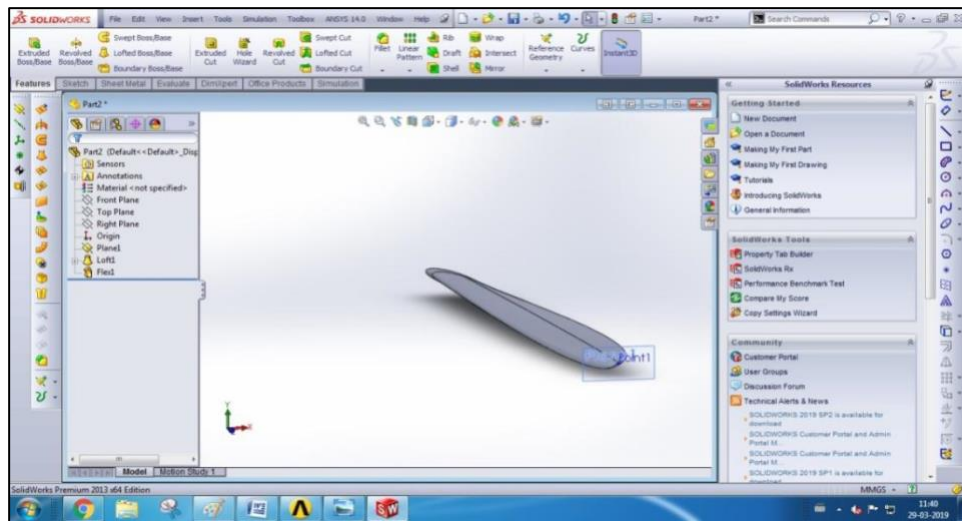 SOLIDWORKS File Edit View Insert Tools Simulation Toolbox ANSYS 14.0 Window Help Part2 * Search Commands
Extruded Boss/Base
Revolved Boss/Base
Swept Boss/Base
Lofted Boss/Base
Boundary Boss/Base
Extruded Cut
Hole Wizard
Revolved Cut
Swept Cut
Lofted Cut
Boundary Cut
Fillet
Linear Pattern
Rib
Draft
Shell
Wrap
Intersect
Mirror
Reference Geometry
Curves
Instant3D
Features Sketch Sheet Metal Evaluate DimXpert Office Products Simulation
Part2 *
Part2 (Default<<Default>_Disp
Sensors
Annotations
Material <not specified>
Front Plane
Top Plane
Right Plane
Origin
Plane1
Loft1
Flex1
Point1
Y
Model Motion Study 1
SolidWorks Resources
Getting Started
New Document
Open a Document
Making My First Part
Making My First Drawing
Tutorials
Introducing SolidWorks
General Information
SolidWorks Tools
Property Tab Builder
SolidWorks Rx
Performance Benchmark Test
Compare My Score
Copy Settings Wizard
Community
Customer Portal
User Groups
Discussion Forum
Technical Alerts & News
SOLIDWORKS 2019 SP2 is available for
download
SOLIDWORKS Customer Portal and Admin
Portal M...
SOLIDWORKS Customer Portal and Admin
Portal M...
SOLIDWORKS 2019 SP1 is available for
SolidWorks Premium 2013 x64 Edition MMGS
11:40
29-03-2019